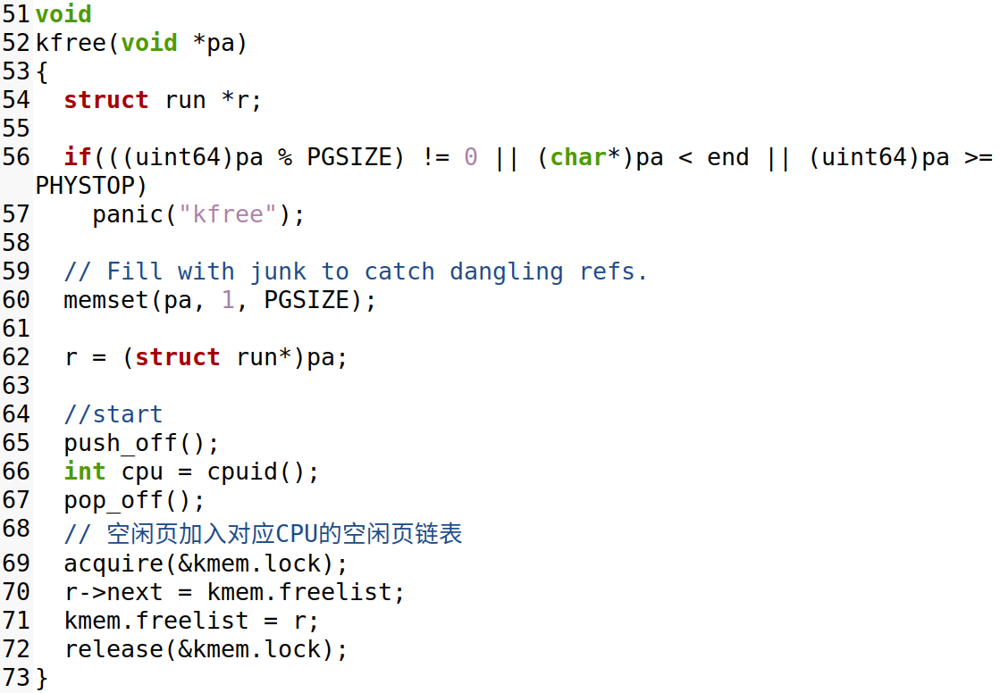 51 void
52 kfree(void *pa)
53 {
54   struct run *r;
55
56   if(((uint64)pa % PGSIZE) != 0 || (char*)pa < end || (uint64)pa >=
PHYSTOP)
57     panic("kfree");
58
59   // Fill with junk to catch dangling refs.
60   memset(pa, 1, PGSIZE);
61
62   r = (struct run*)pa;
63
64   //start
65   push_off();
66   int cpu = cpuid();
67   pop_off();
68   // 空闲页加入对应CPU的空闲页链表
69   acquire(&kmem.lock);
70   r->next = kmem.freelist;
71   kmem.freelist = r;
72   release(&kmem.lock);
73 }